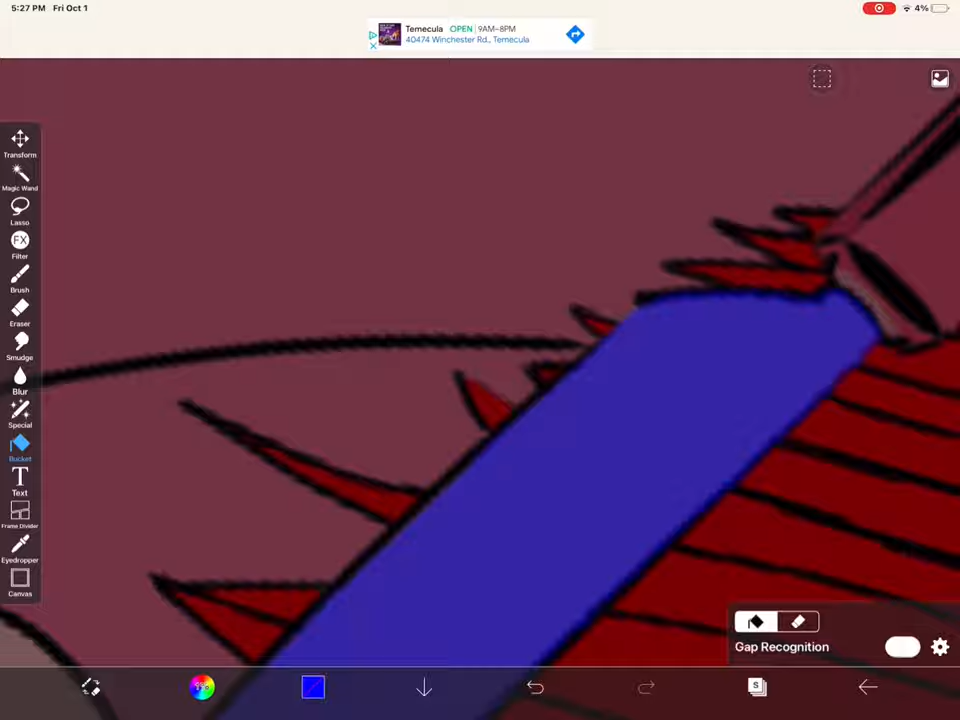 5:27 PM Fri Oct 1
4%
Temecula OPEN 9AM–8PM
40474 Winchester Rd., Temecula
Transform
Magic Wand
Lasso
FX
Filter
Brush
Eraser
Smudge
Blur
Special
Bucket
T
Text
Frame Divider
Eyedropper
Canvas
Gap Recognition
S